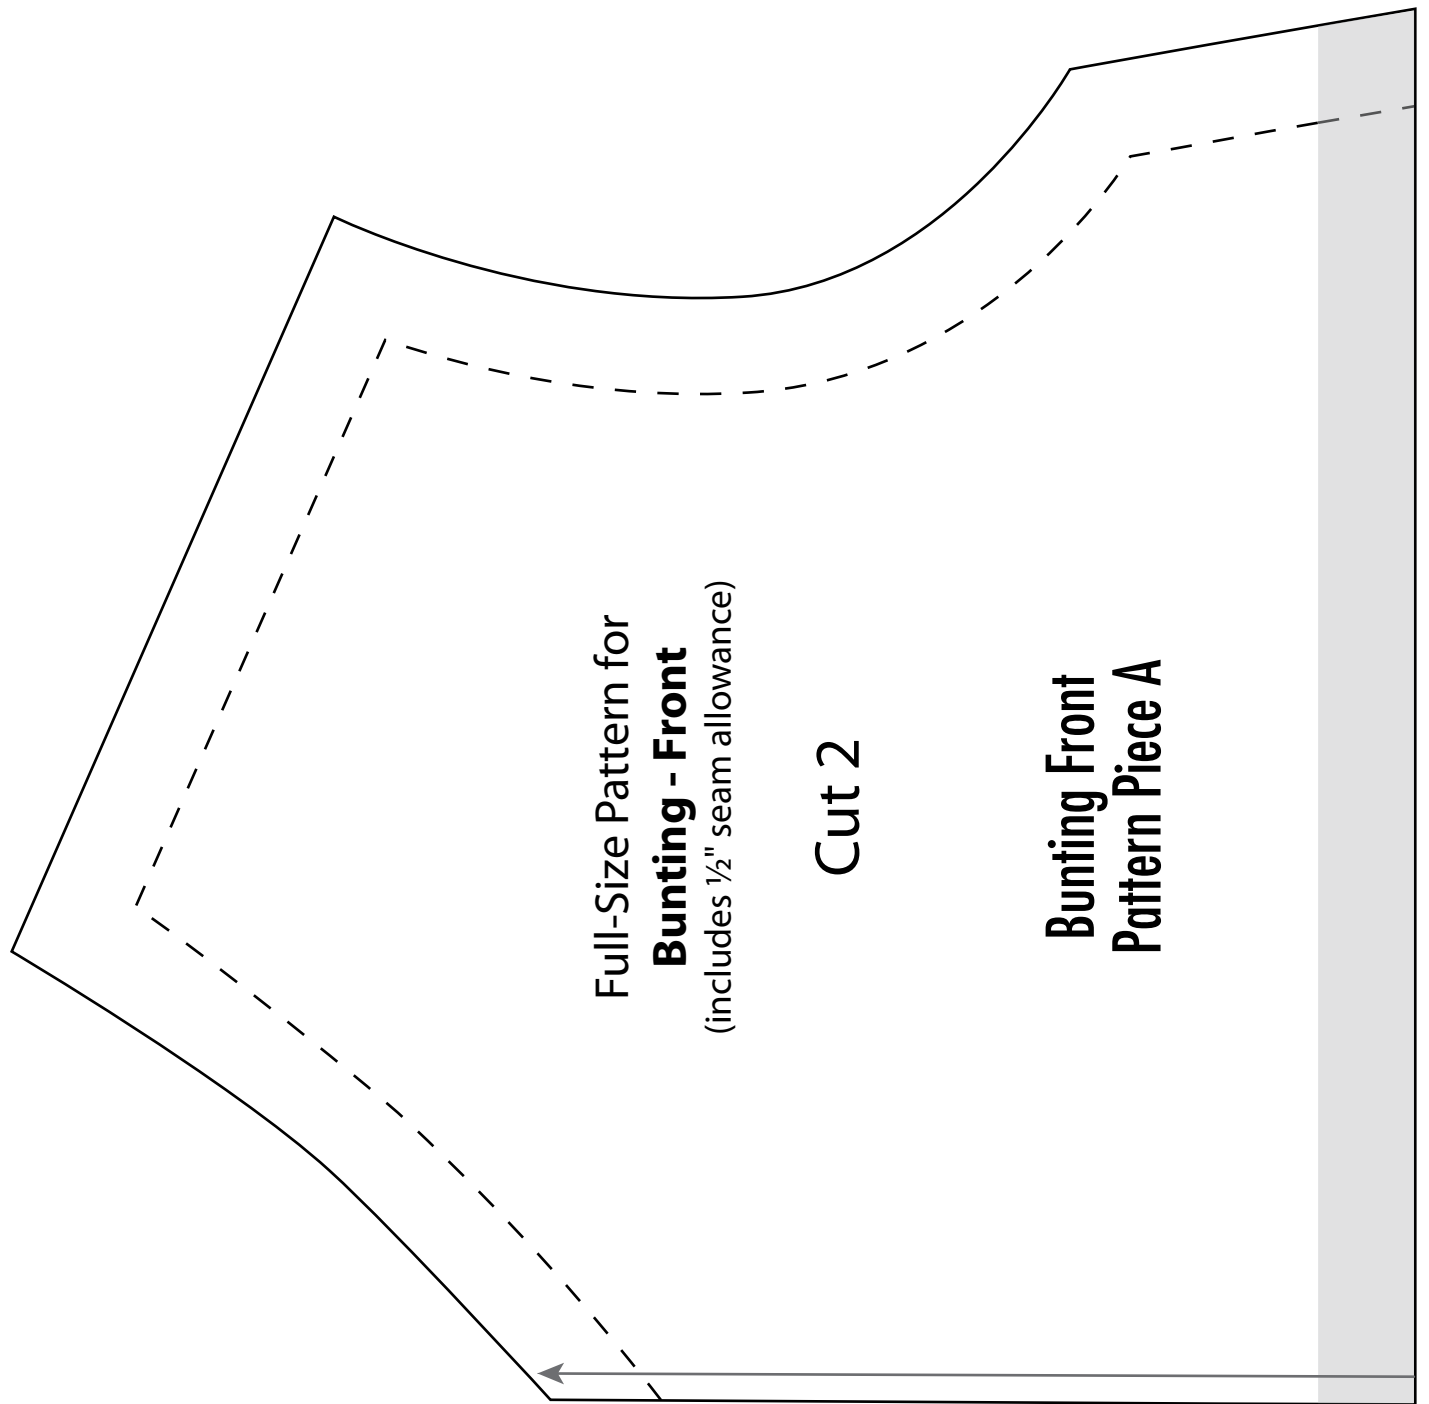 Full-Size Pattern for
Bunting - Front
(includes ½" seam allowance)
Cut 2
Bunting Front
Pattern Piece A